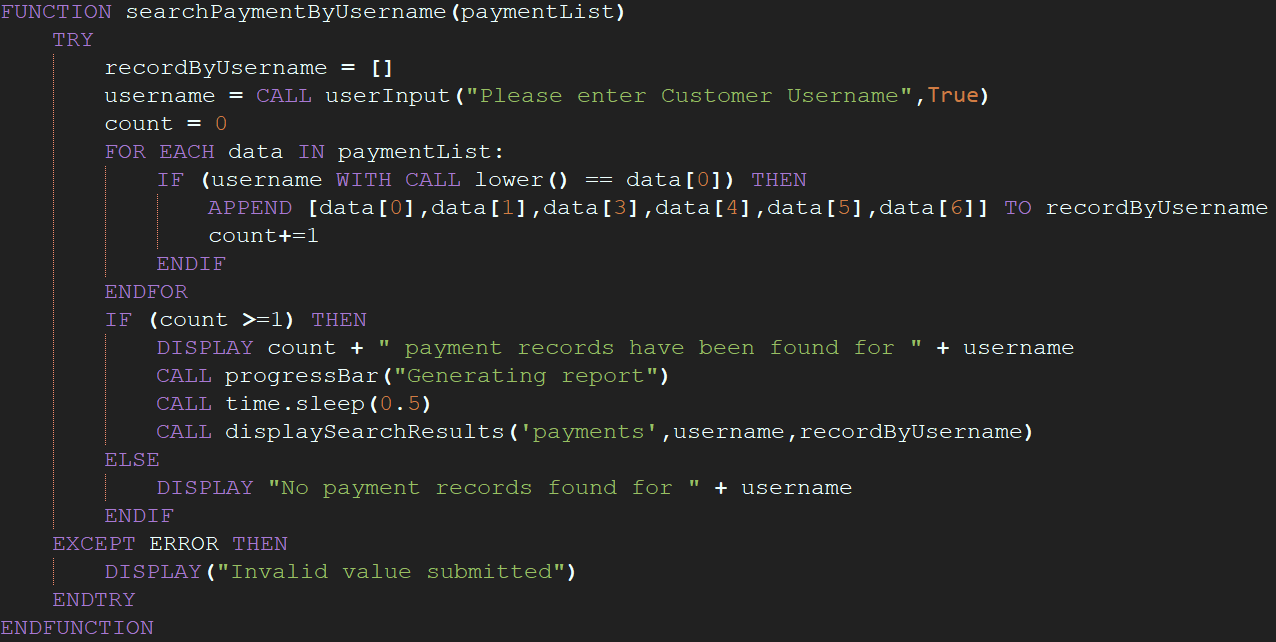 FUNCTION searchPaymentByUsername(paymentList)
    TRY
        recordByUsername = []
        username = CALL userInput("Please enter Customer Username",True)
        count = 0
        FOR EACH data IN paymentList:
            IF (username WITH CALL lower() == data[0]) THEN
                APPEND [data[0],data[1],data[3],data[4],data[5],data[6]] TO recordByUsername
                count+=1
            ENDIF
        ENDFOR
        IF (count >=1) THEN
            DISPLAY count + " payment records have been found for " + username
            CALL progressBar("Generating report")
            CALL time.sleep(0.5)
            CALL displaySearchResults('payments',username,recordByUsername)
        ELSE
            DISPLAY "No payment records found for " + username
        ENDIF
    EXCEPT ERROR THEN
        DISPLAY("Invalid value submitted")
    ENDTRY
ENDFUNCTION